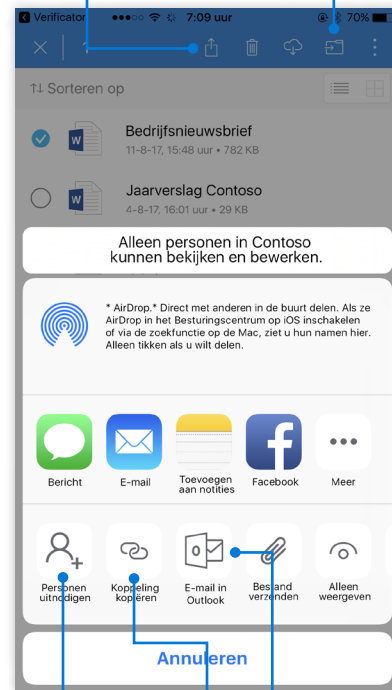 Verificator 7:09 uur 70%
1
↑↓ Sorteren op
Bedrijfsnieuwsbrief
11-8-17, 15:48 uur • 782 KB
Jaarverslag Contoso
4-8-17, 16:01 uur • 29 KB
Alleen personen in Contoso
kunnen bekijken en bewerken.
* AirDrop.* Direct met anderen in de buurt delen. Als ze
AirDrop in het Besturingscentrum op iOS inschakelen
of via de zoekfunctie op de Mac, ziet u hun namen hier.
Alleen tikken als u wilt delen.
Bericht
E-mail
Toevoegen
aan notities
Facebook
Meer
Personen
uitnodigen
Koppeling
kopiëren
E-mail in
Outlook
Bestand
verzenden
Alleen
weergeven
Annuleren